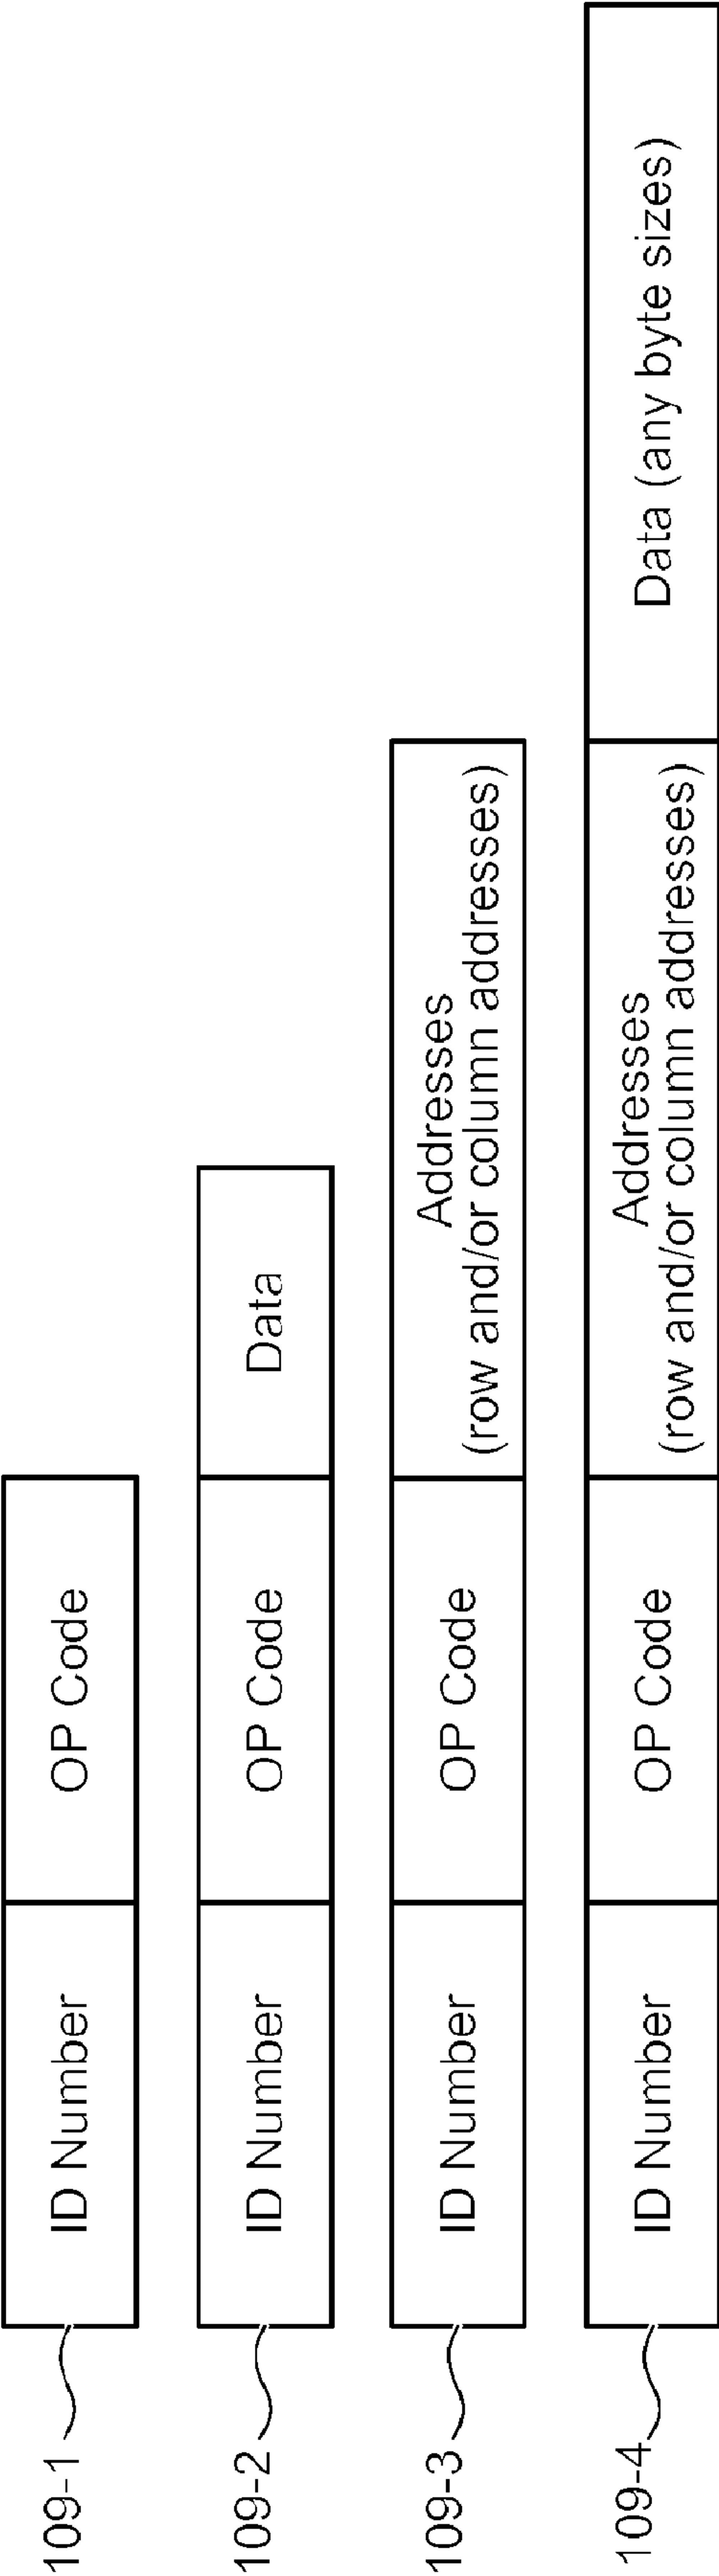 109-1 ID Number OP Code
109-2 ID Number OP Code Data
109-3 ID Number OP Code Addresses
(row and/or column addresses)
109-4 ID Number OP Code Addresses
(row and/or column addresses) Data (any byte sizes)